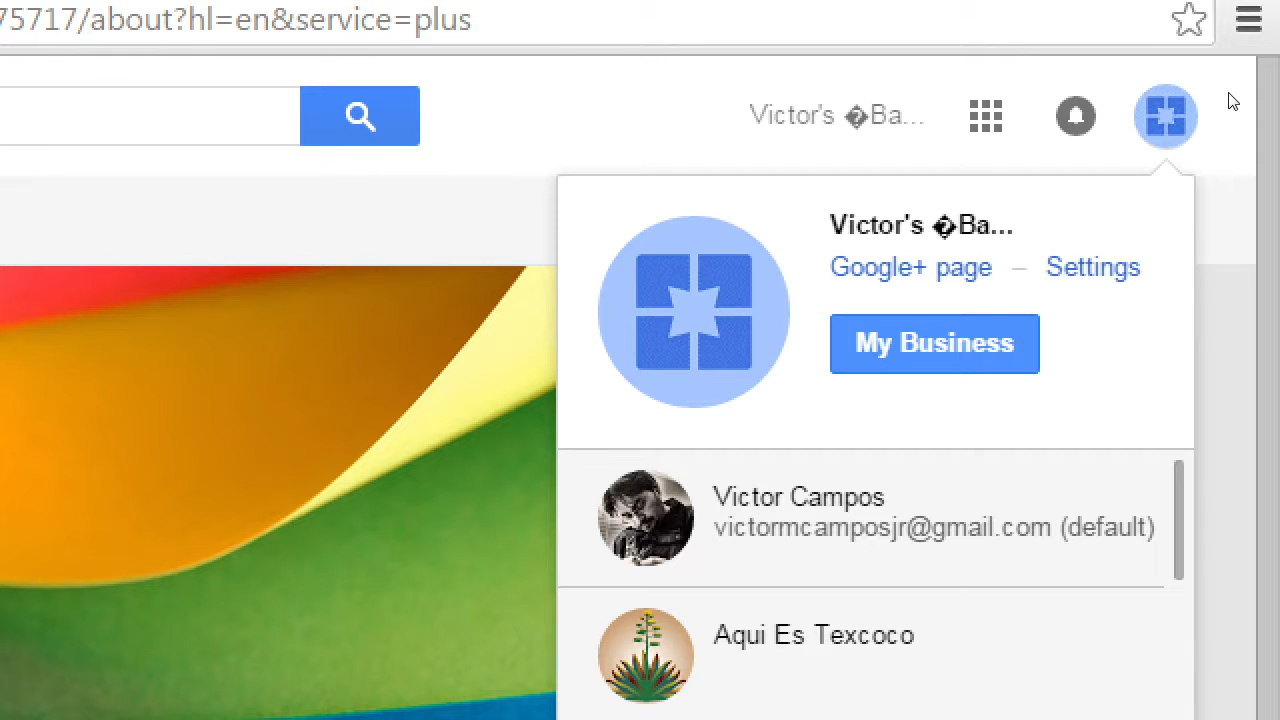 75717/about?hl=en&service=plus
Victor's �Ba...
Victor's �Ba...
Google+ page – Settings
My Business
Victor Campos
victormcamposjr@gmail.com (default)
Aqui Es Texcoco